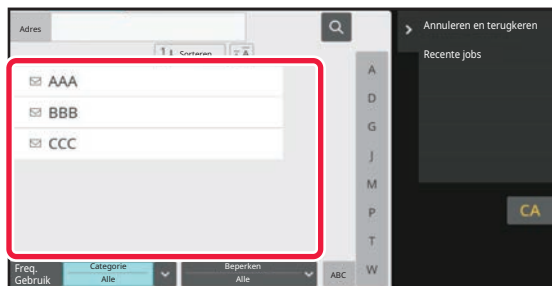 Adres
Sorteren
AAA
BBB
CCC
A
D
G
J
M
P
T
W
Freq.
Gebruik
Categorie
Alle
Beperken
Alle
ABC
Annuleren en terugkeren
Recente jobs
CA